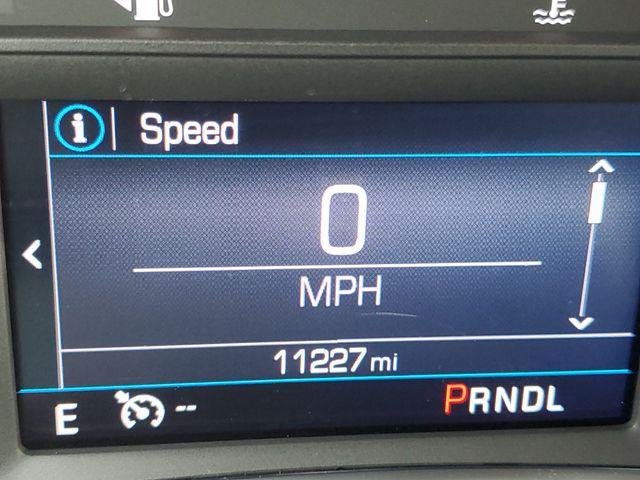 i | Speed
0
MPH
11227 mi
E -- PRNDL